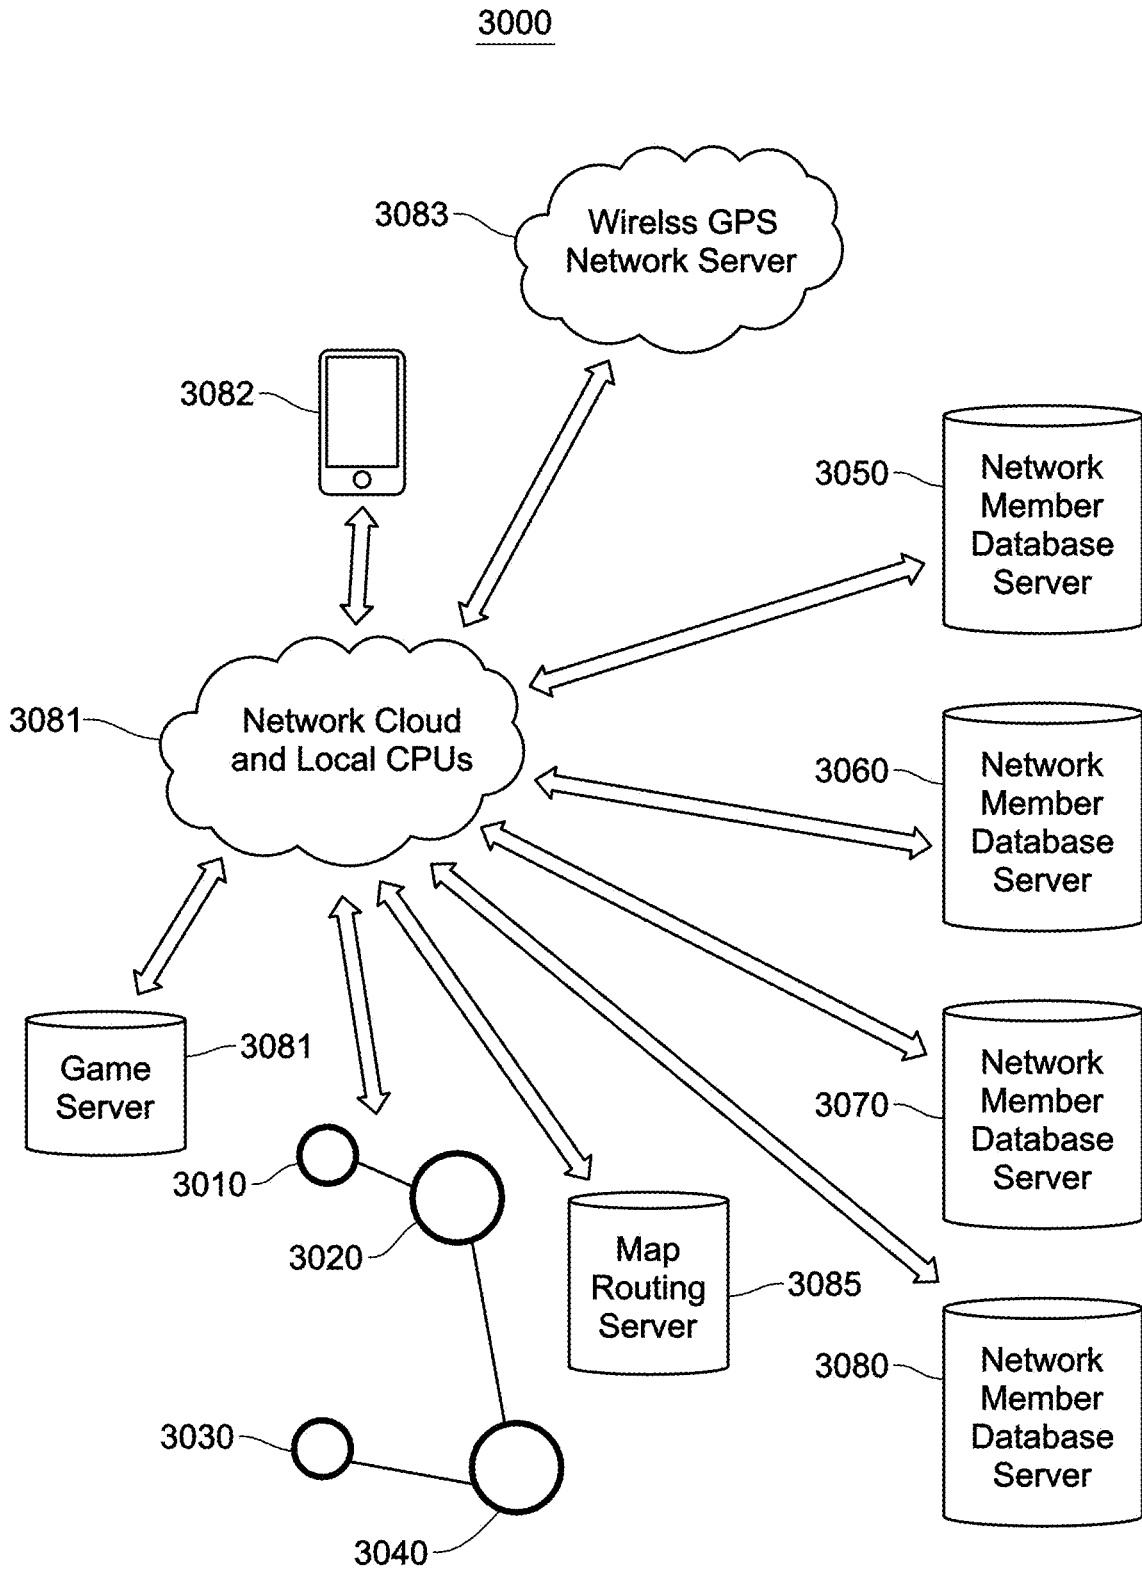 3000
3083
Wirelss GPS
Network Server
3082
3050
Network
Member
Database
Server
3081
Network Cloud
and Local CPUs
3060
Network
Member
Database
Server
Game
Server
3081
3070
Network
Member
Database
Server
3010
3020
Map
Routing
Server
3085
3080
Network
Member
Database
Server
3030
3040